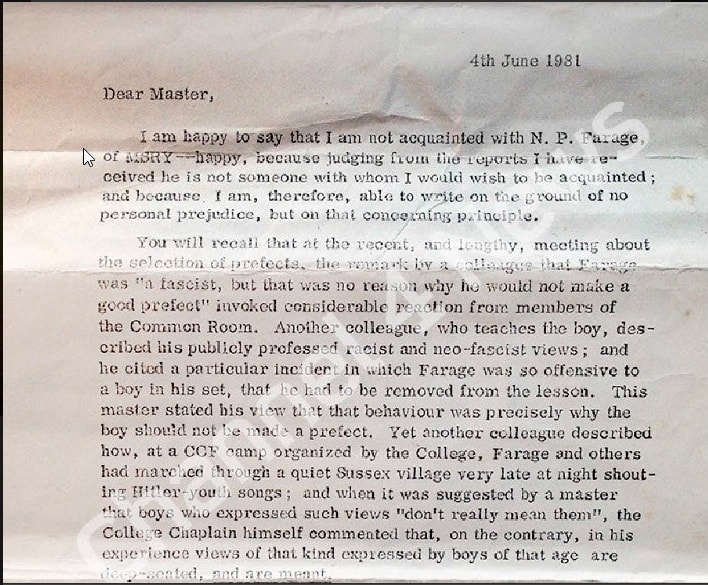 4th June 1981
Dear Master,
I am happy to say that I am not acquainted with N. P. Farage,
of MSRY—happy, because judging from the reports I have re-
ceived he is not someone with whom I would wish to be acquainted ;
and because I am, therefore, able to write on the ground of no
personal prejudice, but on that concerning principle.
You will recall that at the recent, and lengthy, meeting about
the selection of prefects, the remark by a colleague that Farage
was "a fascist, but that was no reason why he would not make a
good prefect" invoked considerable reaction from members of
the Common Room. Another colleague, who teaches the boy, des-
cribed his publicly professed racist and neo-fascist views ; and
he cited a particular incident in which Farage was so offensive to
a boy in his set, that he had to be removed from the lesson. This
master stated his view that that behaviour was precisely why the
boy should not be made a prefect. Yet another colleague described
how, at a CCF camp organized by the College, Farage and others
had marched through a quiet Sussex village very late at night shout-
ing Hitler-youth songs ; and when it was suggested by a master
that boys who expressed such views "don't really mean them", the
College Chaplain himself commented that, on the contrary, in his
experience views of that kind expressed by boys of that age are
deep-seated, and are meant.
Channel 4 News